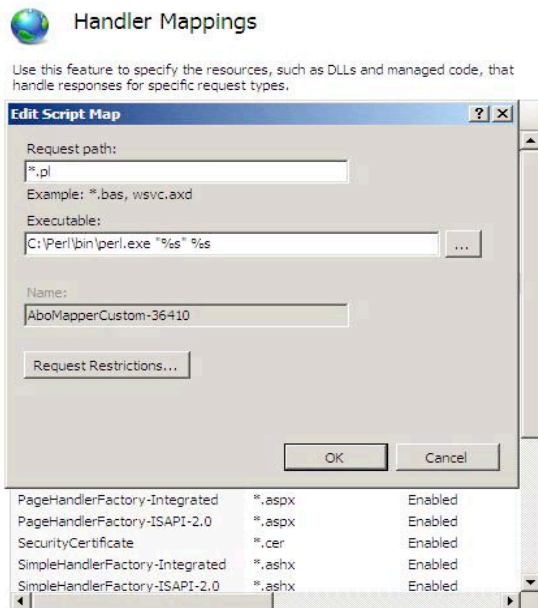 Handler Mappings
Use this feature to specify the resources, such as DLLs and managed code, that
handle responses for specific request types.
Edit Script Map
Request path:
*.pl
Example: *.bas, wsvc.axd
Executable:
C:\Perl\bin\perl.exe "%s" %s
...
Name:
AboMapperCustom-36410
Request Restrictions...
OK Cancel
PageHandlerFactory-Integrated *.aspx Enabled
PageHandlerFactory-ISAPI-2.0 *.aspx Enabled
SecurityCertificate *.cer Enabled
SimpleHandlerFactory-Integrated *.ashx Enabled
SimpleHandlerFactory-ISAPI-2.0 *.ashx Enabled